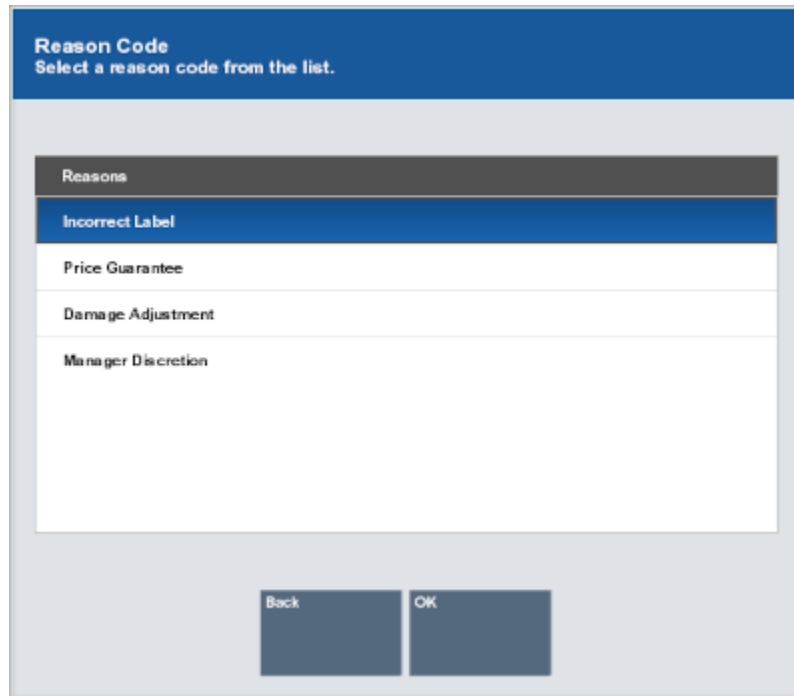 Reason Code
Select a reason code from the list.
Reasons
Incorrect Label
Price Guarantee
Damage Adjustment
Manager Discretion
Back
OK